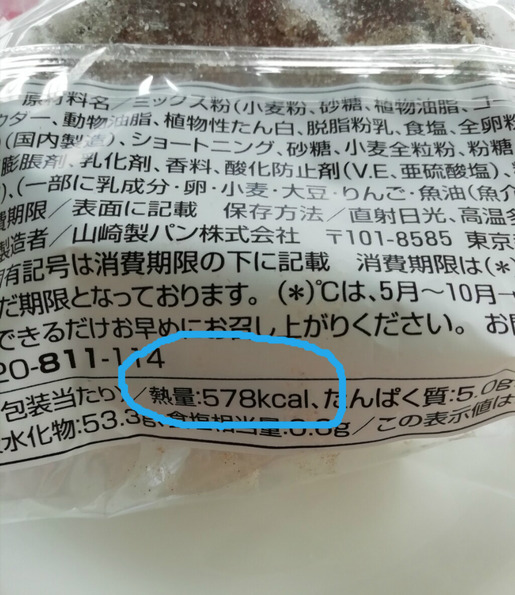 原材料名／ミックス粉(小麦粉、砂糖、植物油脂、コー
ウダー、動物油脂、植物性たん白、脱脂粉乳、食塩、全卵粉
)(国内製造)、ショートニング、砂糖、小麦全粒粉、粉糖
膨脹剤、乳化剤、香料、酸化防止剤(V.E、亜硫酸塩)、
)、(一部に乳成分・卵・小麦・大豆・りんご・魚油(魚介
費期限／表面に記載 保存方法／直射日光、高温多
製造者／山崎製パン株式会社 〒101-8585 東京
有記号は消費期限の下に記載 消費期限は(*)
だ期限となっております。(*)℃は、5月～10月
できるだけお早めにお召し上がりください。お問
20-811-114
包装当たり)／熱量:578kcal、たんぱく質:5.0g
水化物:53.3g、食塩相当量:0.6g／この表示値は